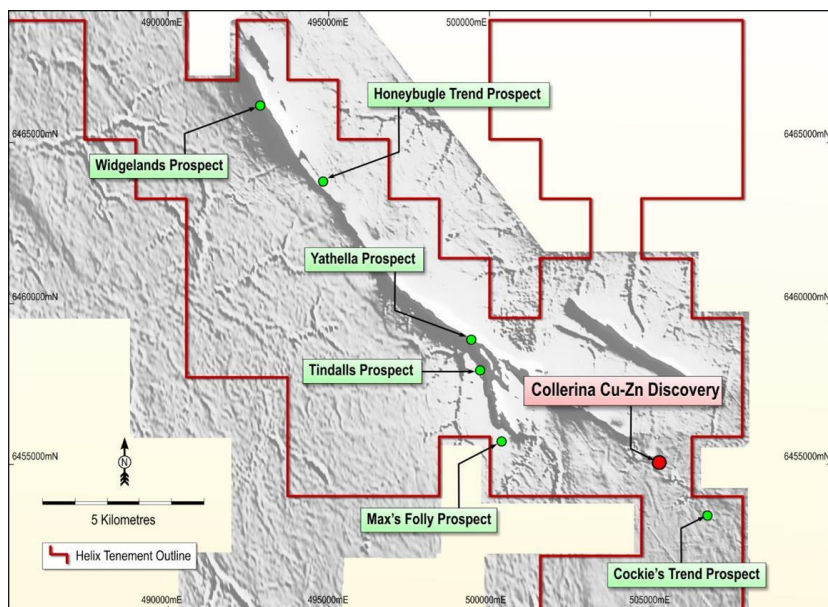 490000mE
495000mE
500000mE
Honeybugle Trend Prospect
6465000mN
6465000mN
Widgelands Prospect
Yathella Prospect
6460000mN
6460000mN
Tindalls Prospect
Collerina Cu-Zn Discovery
N
6455000mN
6455000mN
5 Kilometres
Max's Folly Prospect
Helix Tenement Outline
Cockie's Trend Prospect
490000mE
495000mE
500000mE
505000mE